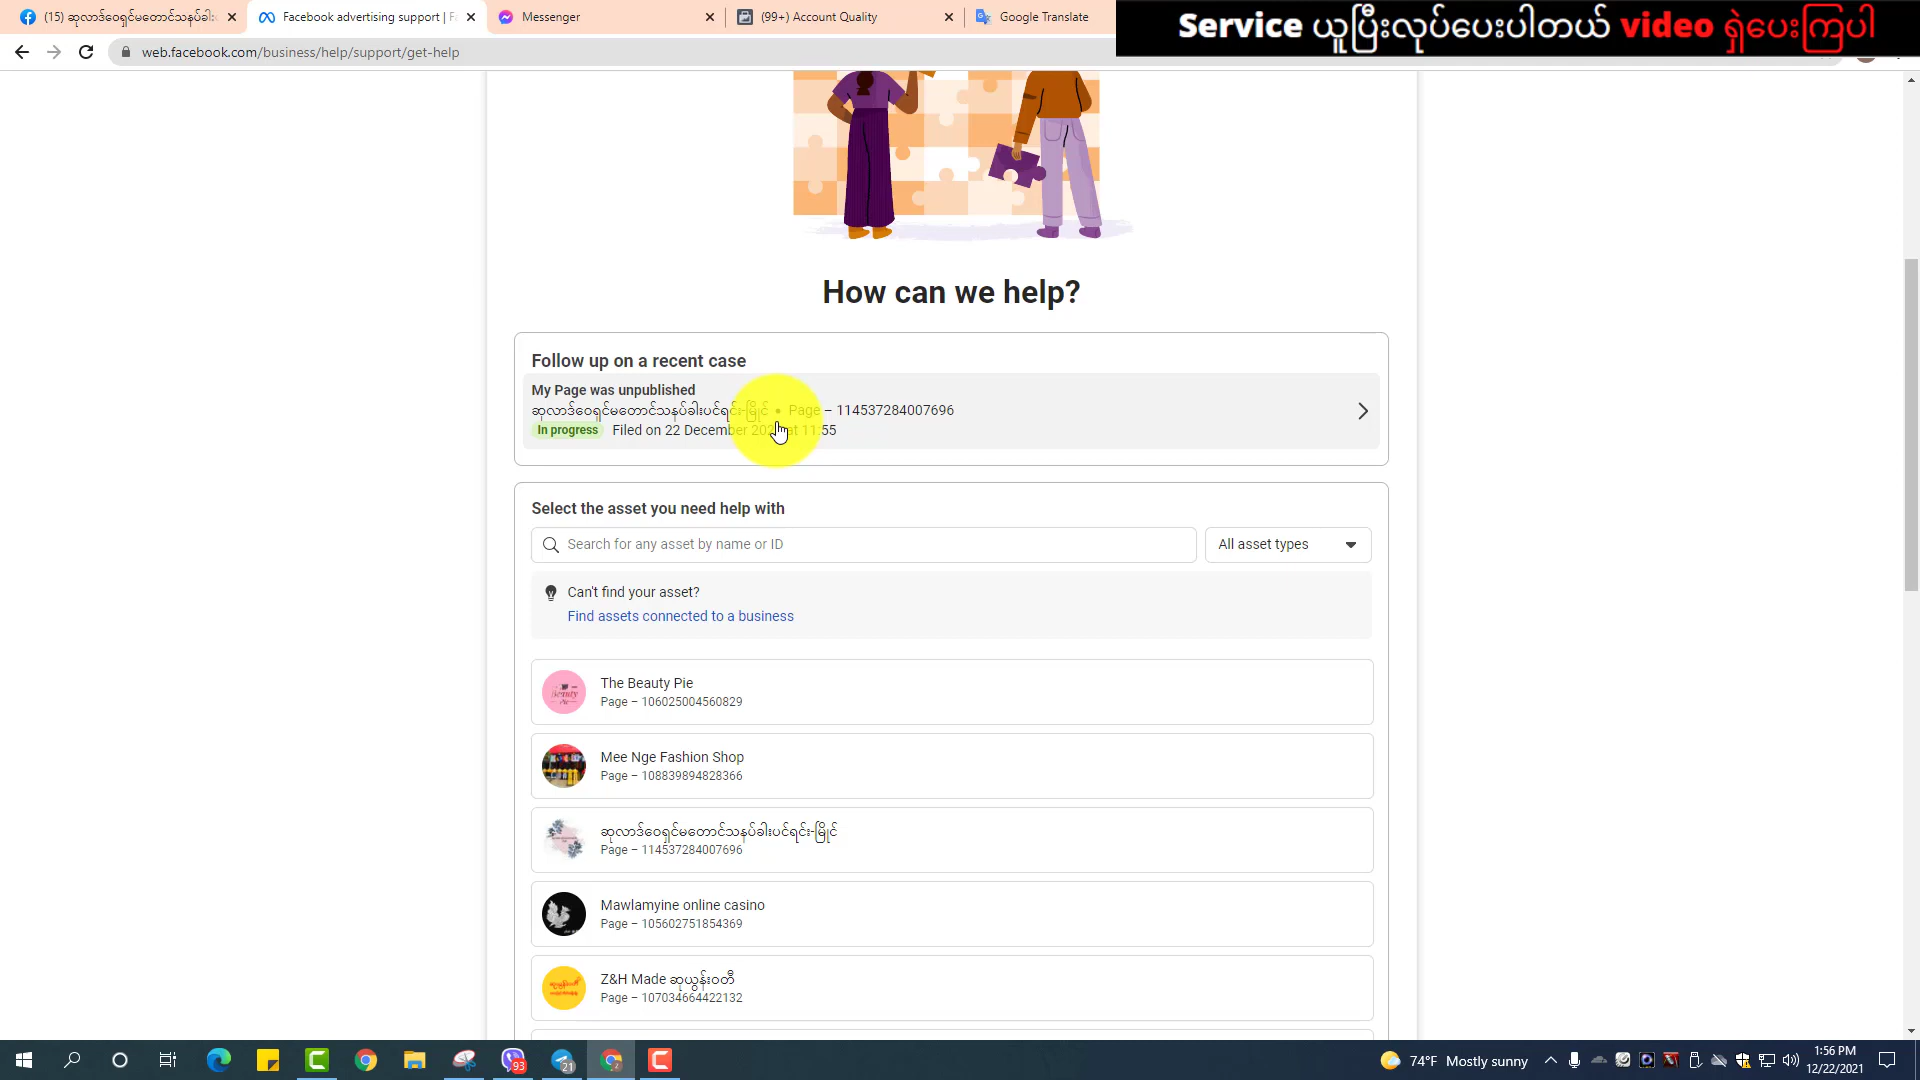 (15) ဆုလာဒ်ဝေရှင်မတောင်သနပ်ခါး
Facebook advertising support | Fa
Messenger
(99+) Account Quality
Google Translate
Service ယူပြီးလုပ်ပေးပါတယ် video ရှဲပေးကြပါ
web.facebook.com/business/help/support/get-help
How can we help?
Follow up on a recent case
My Page was unpublished
ဆုလာဒ်ဝေရှင်မတောင်သနပ်ခါးပင်ရင်း-မြိုင် • Page – 114537284007696
In progress Filed on 22 December 2021 at 11:55
Select the asset you need help with
Search for any asset by name or ID
All asset types
Can't find your asset?
Find assets connected to a business
The Beauty Pie
Page – 106025004560829
Mee Nge Fashion Shop
Page – 108839894828366
ဆုလာဒ်ဝေရှင်မတောင်သနပ်ခါးပင်ရင်း-မြိုင်
Page – 114537284007696
Mawlamyine online casino
Page – 105602751854369
Z&H Made ဆုယွန်းဝတီ
Page – 107034664422132
93
21
74°F Mostly sunny
1:56 PM
12/22/2021